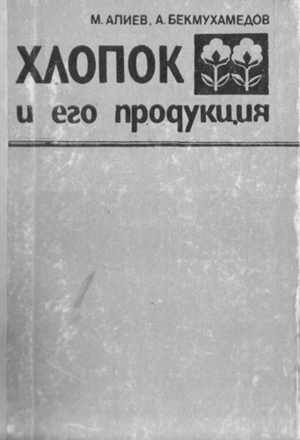 М. АЛИЕВ, А. БЕКМУХАМЕДОВ
ХЛОПОК
и его продукция